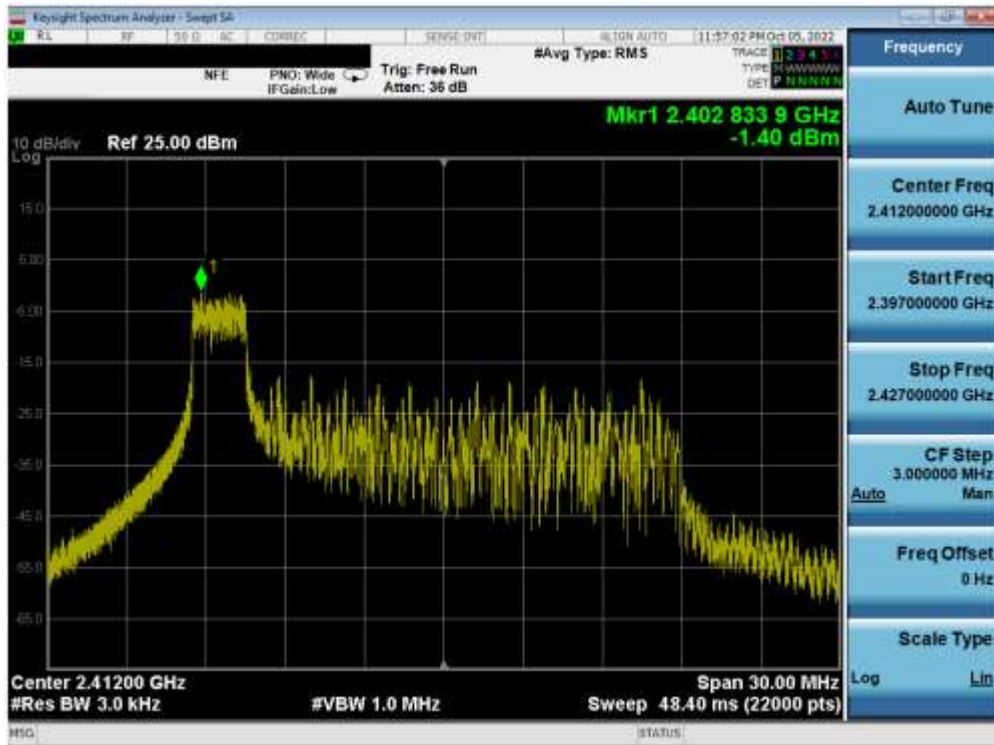 Keysight Spectrum Analyzer - Swept SA
RL RF 50 Ω AC CORREC SENSE:INT ALIGN AUTO 11:57:02 PM Oct 05, 2022
#Avg Type: RMS
TRACE 1 2 3 4 5 6
NFE PNO: Wide Trig: Free Run
TYPE M WWWWW
IFGain:Low Atten: 36 dB
DET P N N N N N
Mkr1 2.402 833 9 GHz
-1.40 dBm
10 dB/div Ref 25.00 dBm
Log
15.0
5.00
-5.00
-15.0
-25.0
-35.0
-45.0
-55.0
-65.0
1
Center 2.41200 GHz Span 30.00 MHz
#Res BW 3.0 kHz #VBW 1.0 MHz Sweep 48.40 ms (22000 pts)
MSG STATUS
Frequency
Auto Tune
Center Freq
2.412000000 GHz
Start Freq
2.397000000 GHz
Stop Freq
2.427000000 GHz
CF Step
3.000000 MHz
Auto Man
Freq Offset
0 Hz
Scale Type
Log Lin